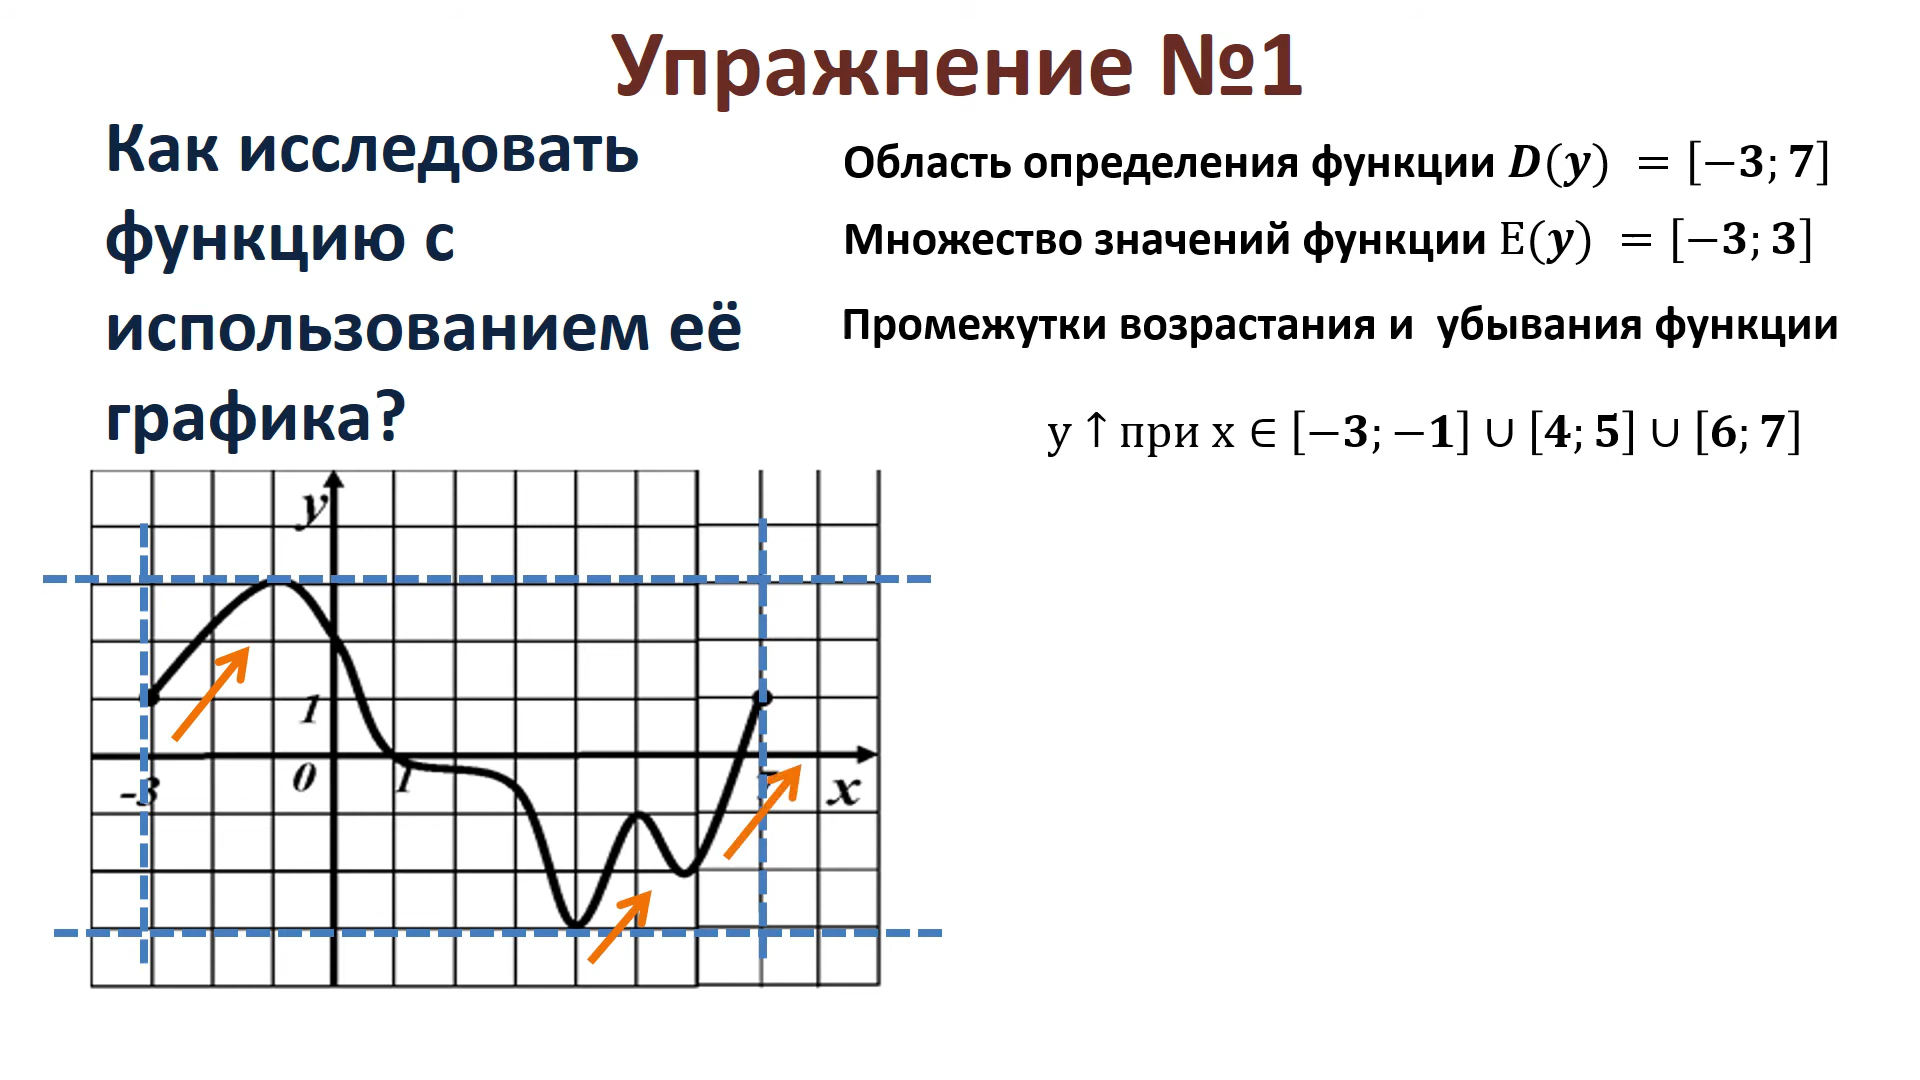 Упражнение №1
Как исследовать
функцию с
использованием её
графика?
Область определения функции D(y) = [−3; 7]
Множество значений функции E(y) = [−3; 3]
Промежутки возрастания и убывания функции
y ↑ при x ∈ [−3; −1] ∪ [4; 5] ∪ [6; 7]
y
1
-3
0
1
7
x